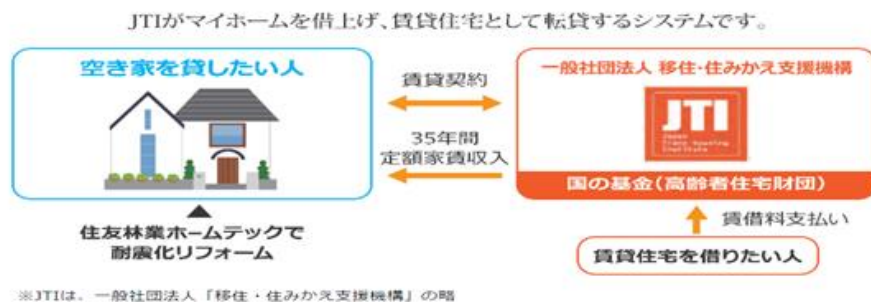 JTIがマイホームを借上げ、賃貸住宅として転貸するシステムです。
空き家を貸したい人
賃貸契約
35年間
定額家賃収入
一般社団法人 移住・住みかえ支援機構
JTI
Japan
Trans Housing
Institute
国の基金(高齢者住宅財団)
住友林業ホームテックで
耐震化リフォーム
賃借料支払い
賃貸住宅を借りたい人
※JTIは、一般社団法人「移住・住みかえ支援機構」の略